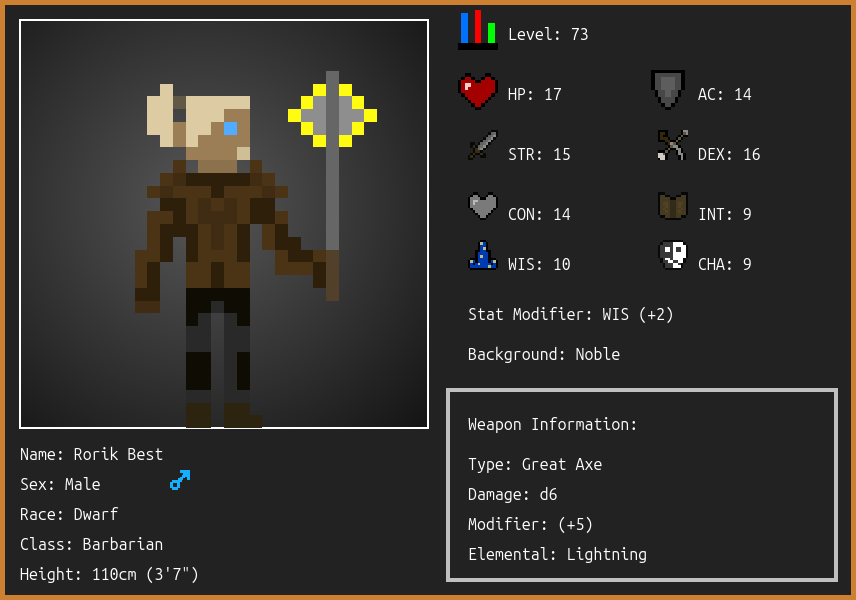 Level: 73
HP: 17
AC: 14
STR: 15
DEX: 16
CON: 14
INT: 9
WIS: 10
CHA: 9
Stat Modifier: WIS (+2)
Background: Noble
Weapon Information:
Type: Great Axe
Damage: d6
Modifier: (+5)
Elemental: Lightning
Name: Rorik Best
Sex: Male
Race: Dwarf
Class: Barbarian
Height: 110cm (3'7")